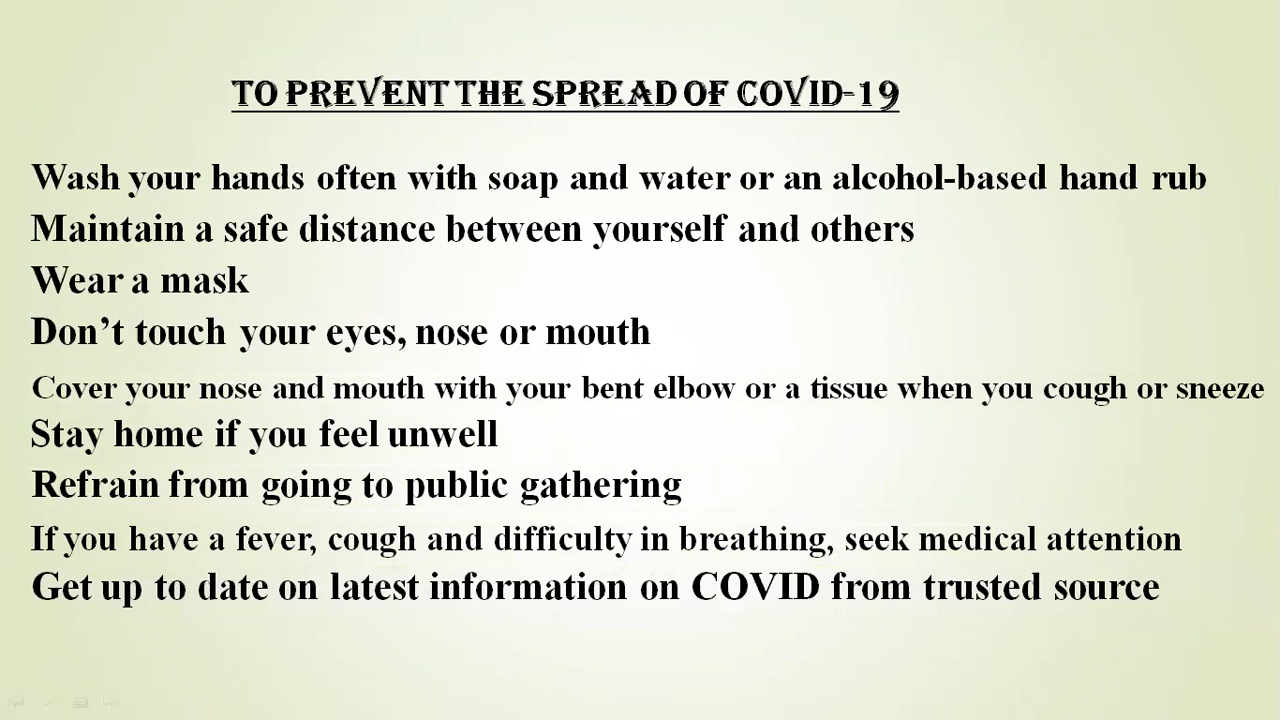 TO PREVENT THE SPREAD OF COVID-19
Wash your hands often with soap and water or an alcohol-based hand rub
Maintain a safe distance between yourself and others
Wear a mask
Don’t touch your eyes, nose or mouth
Cover your nose and mouth with your bent elbow or a tissue when you cough or sneeze
Stay home if you feel unwell
Refrain from going to public gathering
If you have a fever, cough and difficulty in breathing, seek medical attention
Get up to date on latest information on COVID from trusted source